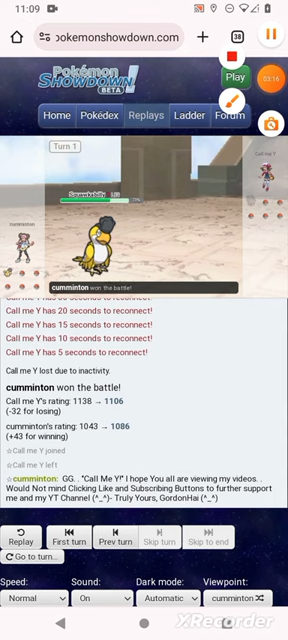 11:09
pokemonshowdown.com
38
Pokémon
SHOWDOWN!
BETA
Play
03:16
Home
Pokédex
Replays
Ladder
Forum
Turn 1
Call me Y
cumminton
cumminton won the battle!
Call me Y has 20 seconds to reconnect!
Call me Y has 15 seconds to reconnect!
Call me Y has 10 seconds to reconnect!
Call me Y has 5 seconds to reconnect!
Call me Y lost due to inactivity.
cumminton won the battle!
Call me Y's rating: 1138 → 1106
(-32 for losing)
cumminton's rating: 1043 → 1086
(+43 for winning)
☆Call me Y joined
☆Call me Y left
☆cumminton: GG. . "Call Me Y!" I hope You all are viewing my videos. .
Would Not mind Clicking Like and Subscribing Buttons to further support
me and my YT Channel (^_^)- Truly Yours, GordonHai (^_^)
Replay
First turn
Prev turn
Skip turn
Skip to end
Go to turn...
Speed:
Sound:
Dark mode:
Viewpoint:
Normal
On
Automatic
cumminton
XRecorder